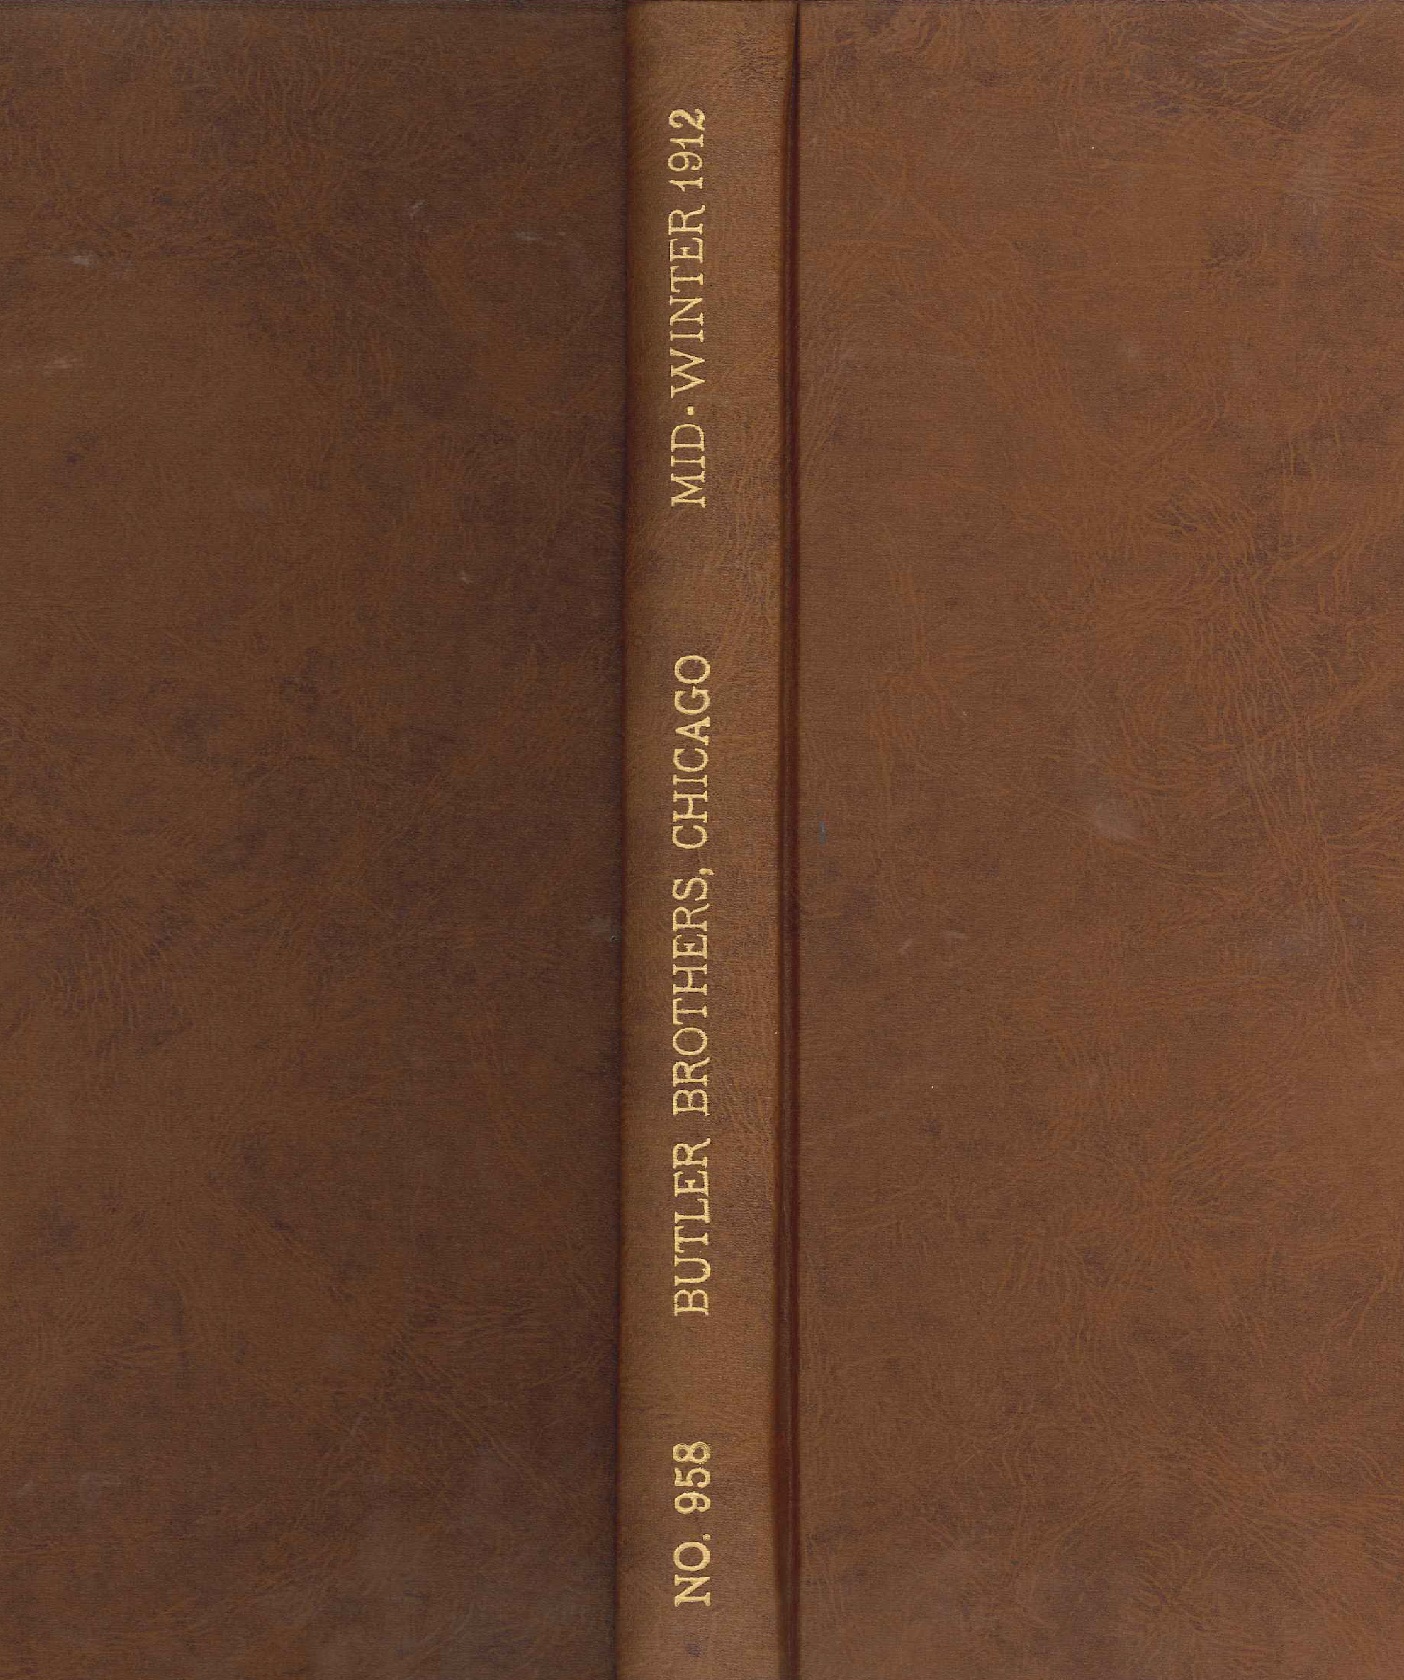 NO. 958 BUTLER BROTHERS, CHICAGO MID-WINTER 1912